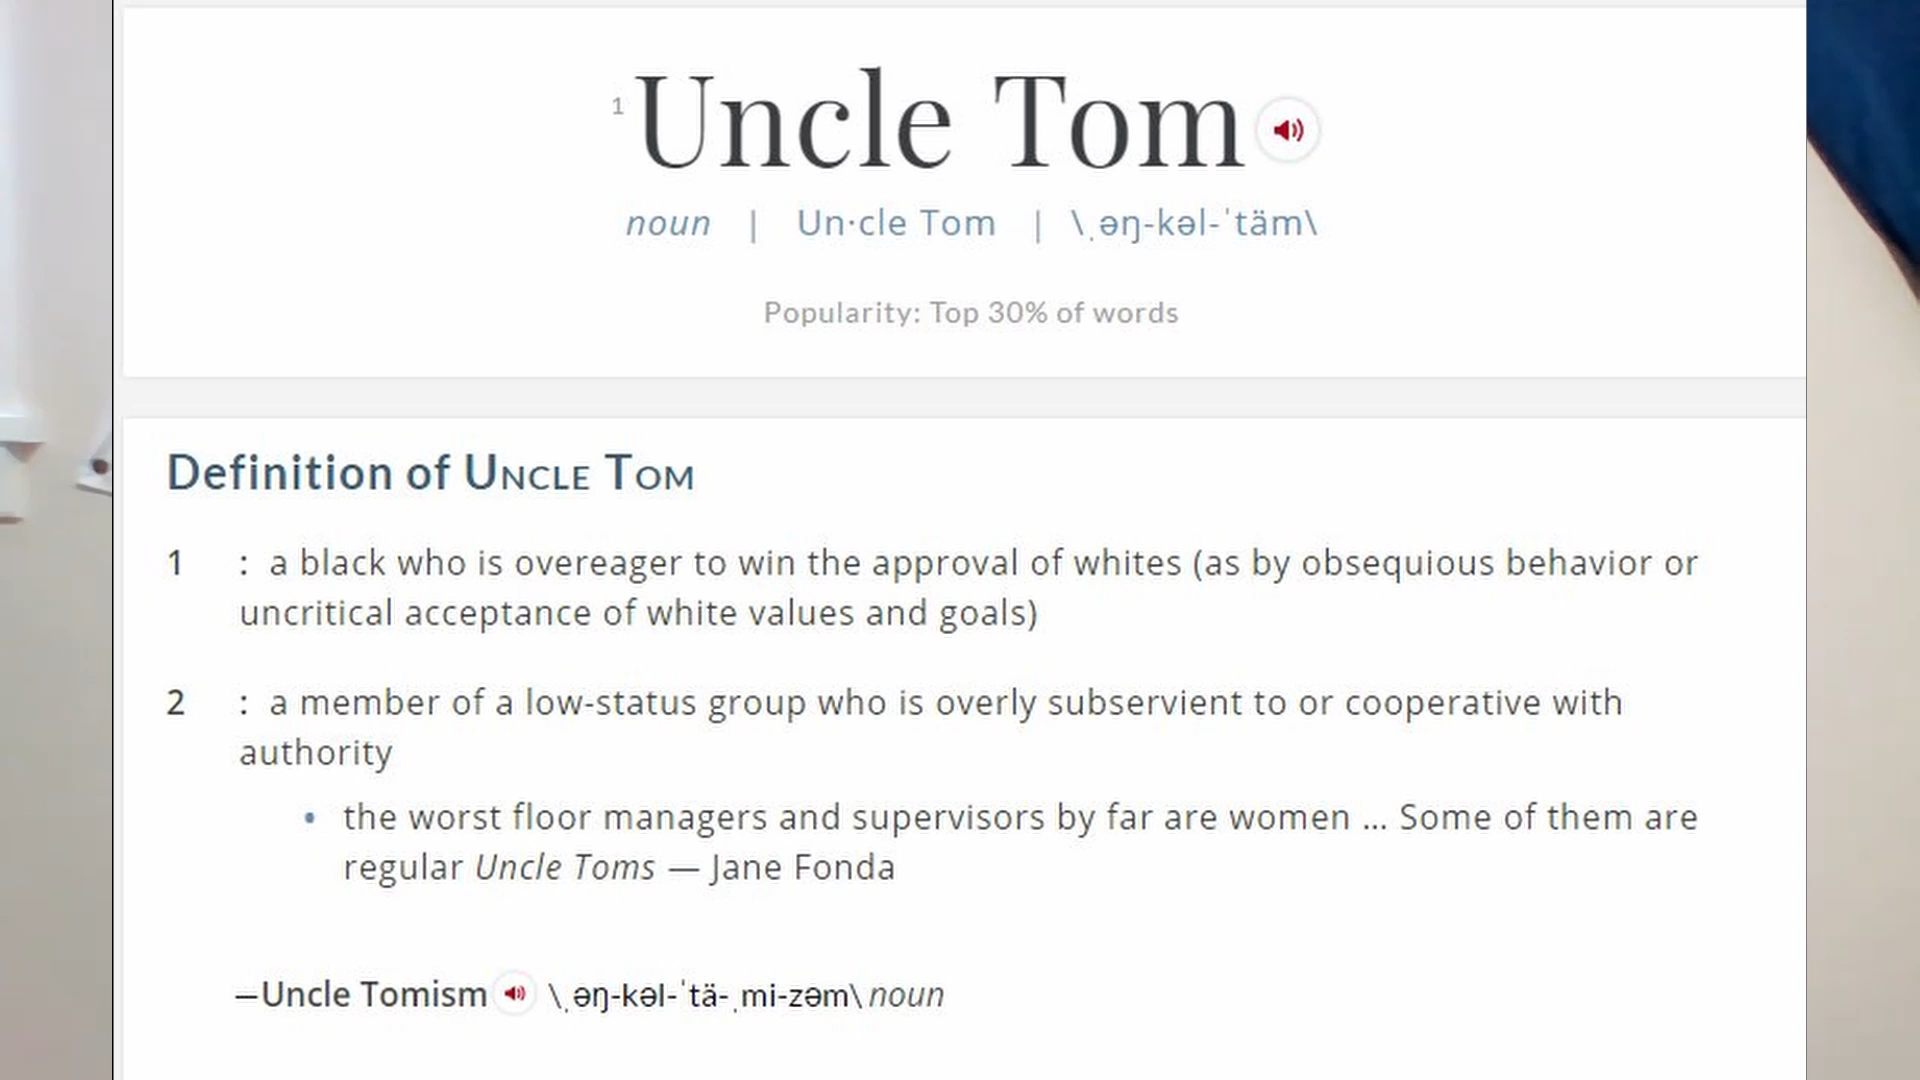 1 Uncle Tom
noun | Un·cle Tom | \ˌəŋ-kəl-ˈtäm\
Popularity: Top 30% of words
Definition of UNCLE TOM
1 : a black who is overeager to win the approval of whites (as by obsequious behavior or
uncritical acceptance of white values and goals)
2 : a member of a low-status group who is overly subservient to or cooperative with
authority
• the worst floor managers and supervisors by far are women ... Some of them are
regular Uncle Toms — Jane Fonda
—Uncle Tomism \ˌəŋ-kəl-ˈtä-ˌmi-zəm\ noun